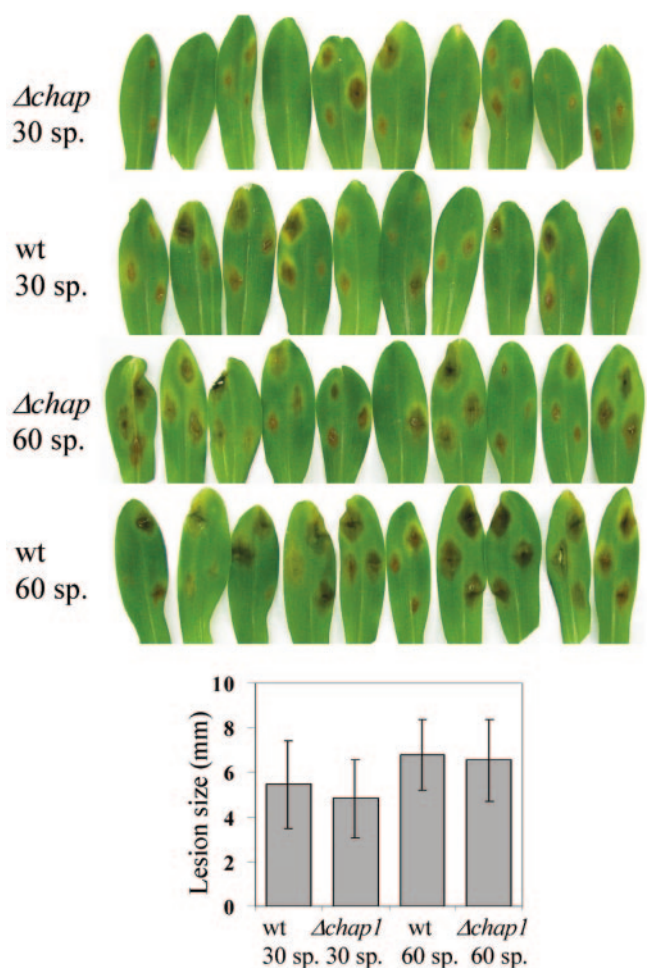 Δchap
30 sp.
wt
30 sp.
Δchap
60 sp.
wt
60 sp.
10
8
6
4
2
0
Lesion size (mm)
wt Δchap1 wt Δchap1
30 sp. 30 sp. 60 sp. 60 sp.